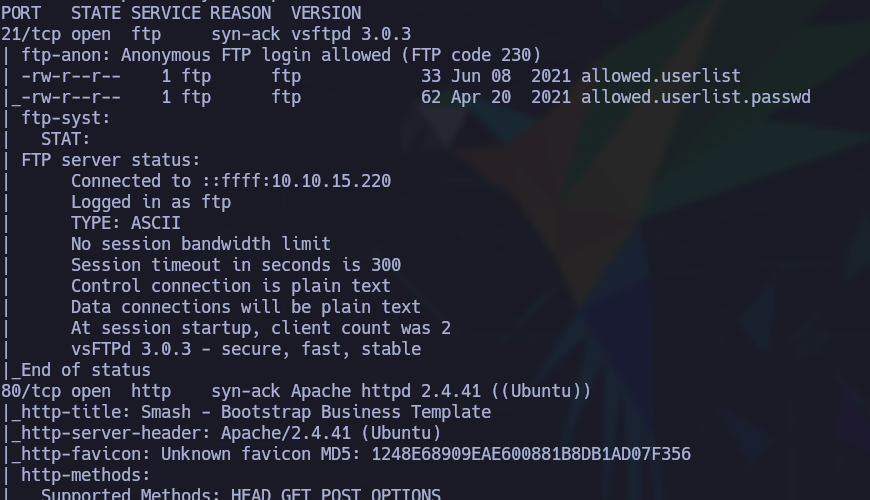 PORT   STATE SERVICE REASON  VERSION
21/tcp open  ftp     syn-ack vsftpd 3.0.3
| ftp-anon: Anonymous FTP login allowed (FTP code 230)
| -rw-r--r--    1 ftp      ftp            33 Jun 08  2021 allowed.userlist
|_-rw-r--r--    1 ftp      ftp            62 Apr 20  2021 allowed.userlist.passwd
| ftp-syst:
|   STAT:
| FTP server status:
|      Connected to ::ffff:10.10.15.220
|      Logged in as ftp
|      TYPE: ASCII
|      No session bandwidth limit
|      Session timeout in seconds is 300
|      Control connection is plain text
|      Data connections will be plain text
|      At session startup, client count was 2
|      vsFTPd 3.0.3 - secure, fast, stable
|_End of status
80/tcp open  http    syn-ack Apache httpd 2.4.41 ((Ubuntu))
|_http-title: Smash - Bootstrap Business Template
|_http-server-header: Apache/2.4.41 (Ubuntu)
|_http-favicon: Unknown favicon MD5: 1248E68909EAE600881B8DB1AD07F356
| http-methods:
|   Supported Methods: HEAD GET POST OPTIONS